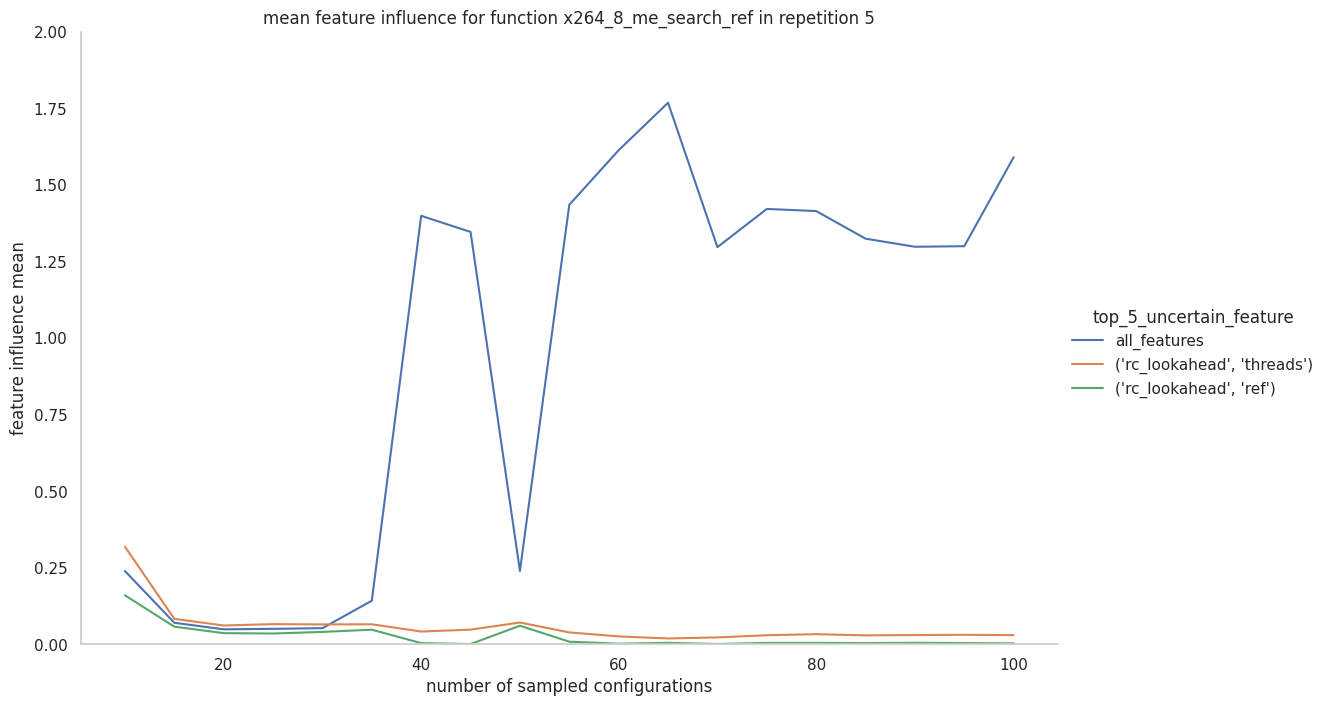 mean feature influence for function x264_8_me_search_ref in repetition 5
2.00
1.75
1.50
1.25
1.00
0.75
0.50
0.25
0.00
feature influence mean
20
40
60
80
100
number of sampled configurations
top_5_uncertain_feature
all_features
('rc_lookahead', 'threads')
('rc_lookahead', 'ref')